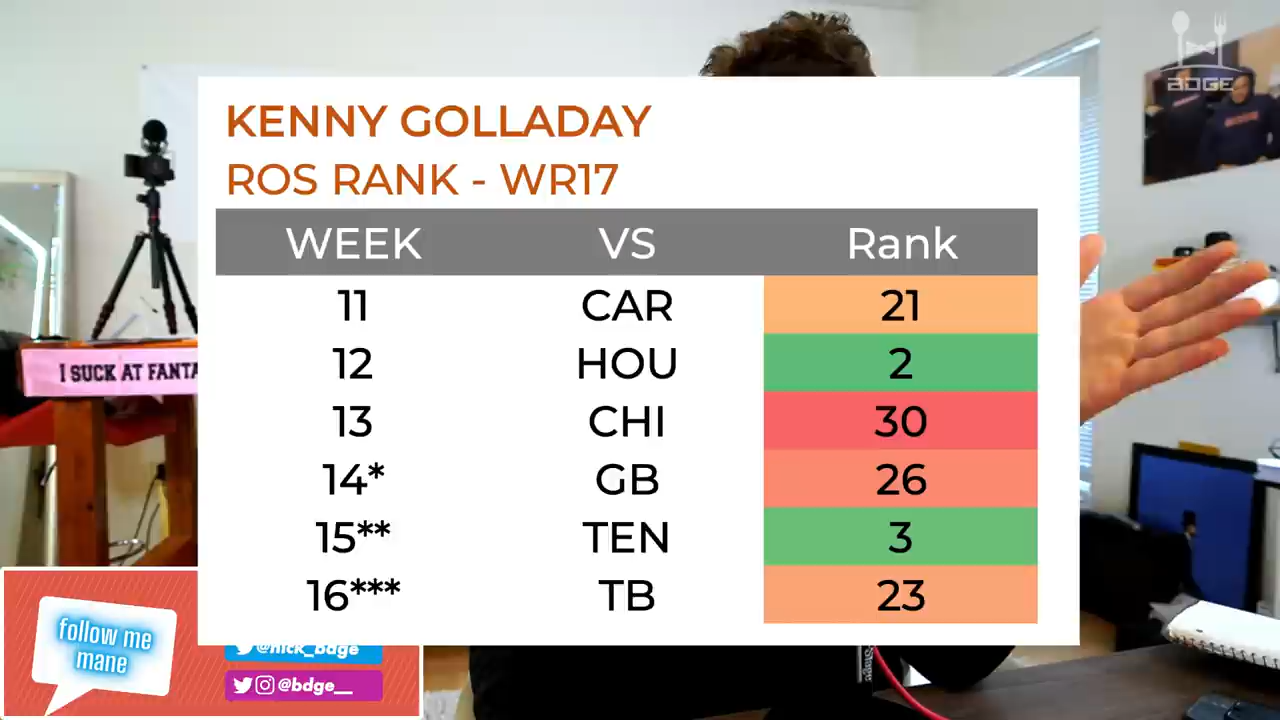 BDGE
KENNY GOLLADAY
ROS RANK - WR17
WEEK VS Rank
11 CAR 21
12 HOU 2
13 CHI 30
14* GB 26
15** TEN 3
16*** TB 23
I SUCK AT FANTA
follow me
mane
@nick_bdge
@bdge__